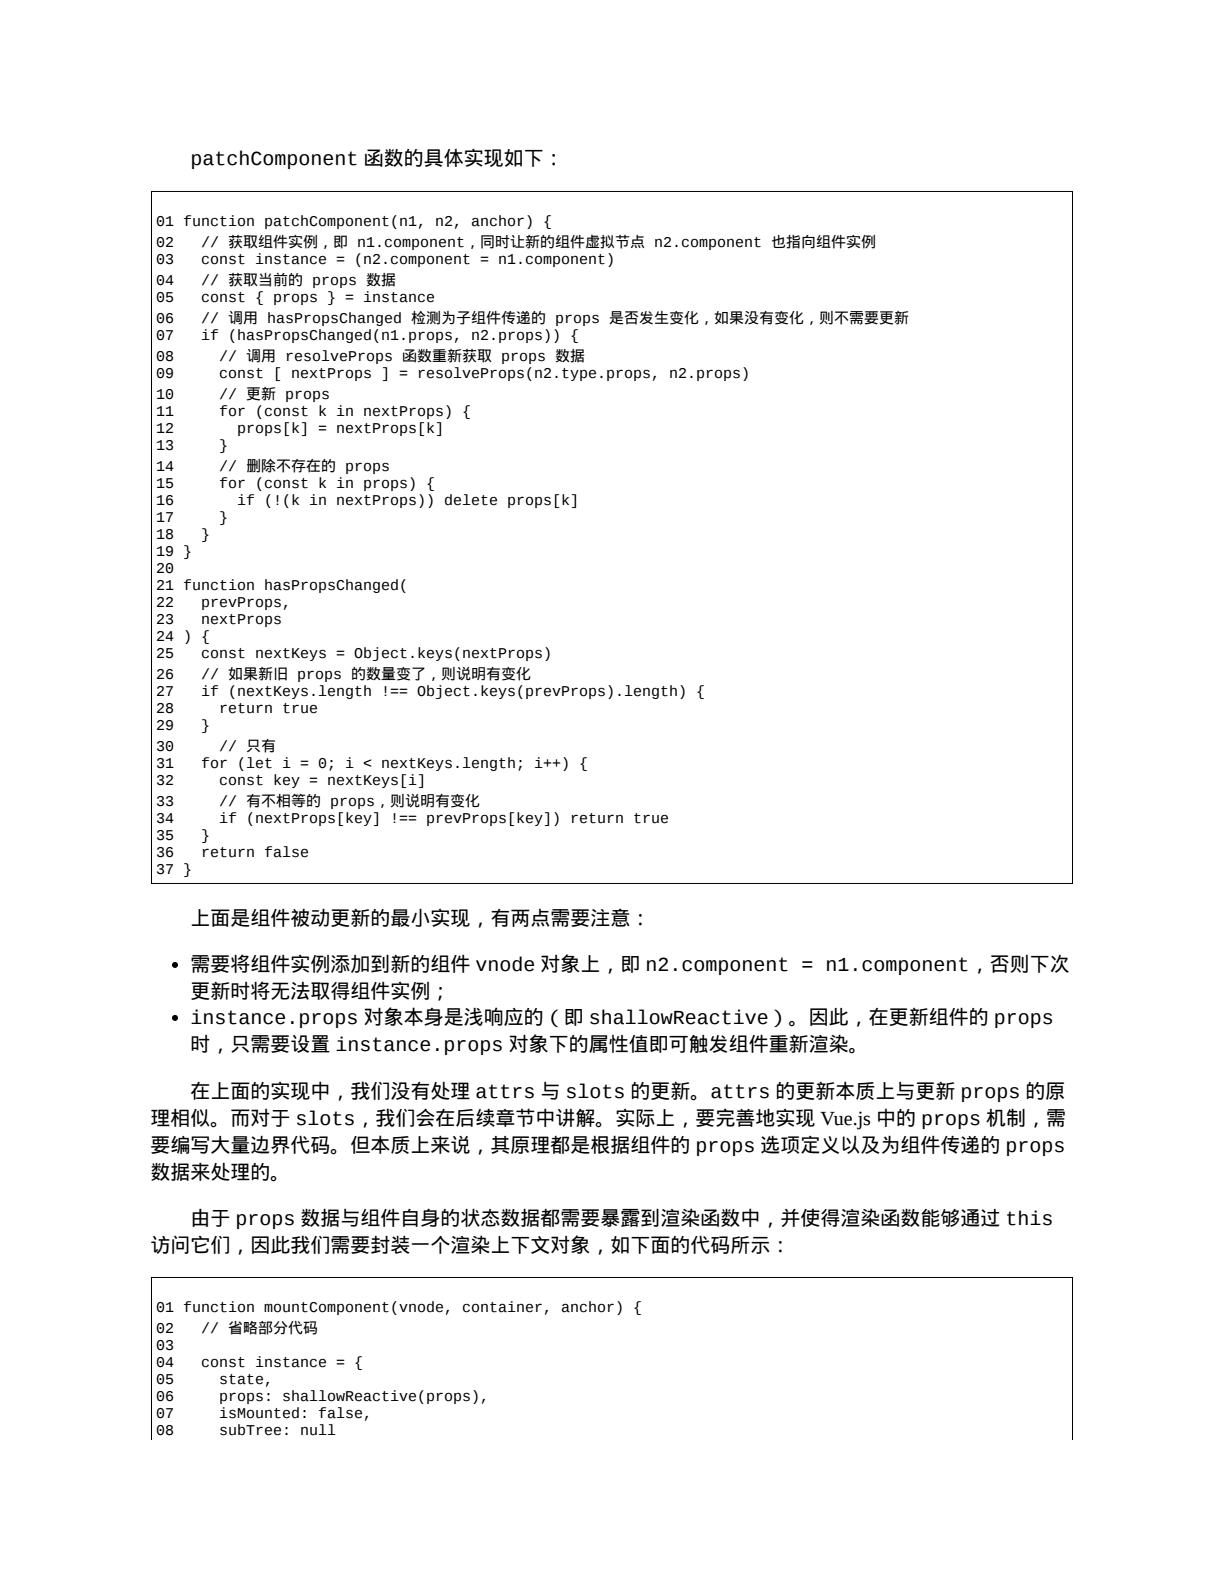 patchComponent 函数的具体实现如下：
01 function patchComponent(n1, n2, anchor) {
02   // 获取组件实例，即 n1.component，同时让新的组件虚拟节点 n2.component 也指向组件实例
03   const instance = (n2.component = n1.component)
04   // 获取当前的 props 数据
05   const { props } = instance
06   // 调用 hasPropsChanged 检测为子组件传递的 props 是否发生变化，如果没有变化，则不需要更新
07   if (hasPropsChanged(n1.props, n2.props)) {
08     // 调用 resolveProps 函数重新获取 props 数据
09     const [ nextProps ] = resolveProps(n2.type.props, n2.props)
10     // 更新 props
11     for (const k in nextProps) {
12       props[k] = nextProps[k]
13     }
14     // 删除不存在的 props
15     for (const k in props) {
16       if (!(k in nextProps)) delete props[k]
17     }
18   }
19 }
20
21 function hasPropsChanged(
22   prevProps,
23   nextProps
24 ) {
25   const nextKeys = Object.keys(nextProps)
26   // 如果新旧 props 的数量变了，则说明有变化
27   if (nextKeys.length !== Object.keys(prevProps).length) {
28     return true
29   }
30     // 只有
31   for (let i = 0; i < nextKeys.length; i++) {
32     const key = nextKeys[i]
33     // 有不相等的 props，则说明有变化
34     if (nextProps[key] !== prevProps[key]) return true
35   }
36   return false
37 }
上面是组件被动更新的最小实现，有两点需要注意：
• 需要将组件实例添加到新的组件 vnode 对象上，即 n2.component = n1.component，否则下次
更新时将无法取得组件实例；
• instance.props 对象本身是浅响应的（即 shallowReactive）。因此，在更新组件的 props
时，只需要设置 instance.props 对象下的属性值即可触发组件重新渲染。
在上面的实现中，我们没有处理 attrs 与 slots 的更新。attrs 的更新本质上与更新 props 的原
理相似。而对于 slots，我们会在后续章节中讲解。实际上，要完善地实现 Vue.js 中的 props 机制，需
要编写大量边界代码。但本质上来说，其原理都是根据组件的 props 选项定义以及为组件传递的 props
数据来处理的。
由于 props 数据与组件自身的状态数据都需要暴露到渲染函数中，并使得渲染函数能够通过 this
访问它们，因此我们需要封装一个渲染上下文对象，如下面的代码所示：
01 function mountComponent(vnode, container, anchor) {
02   // 省略部分代码
03
04   const instance = {
05     state,
06     props: shallowReactive(props),
07     isMounted: false,
08     subTree: null